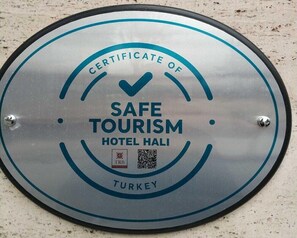 CERTIFICATE OF
SAFE
TOURISM
HOTEL HALI
TURKEY